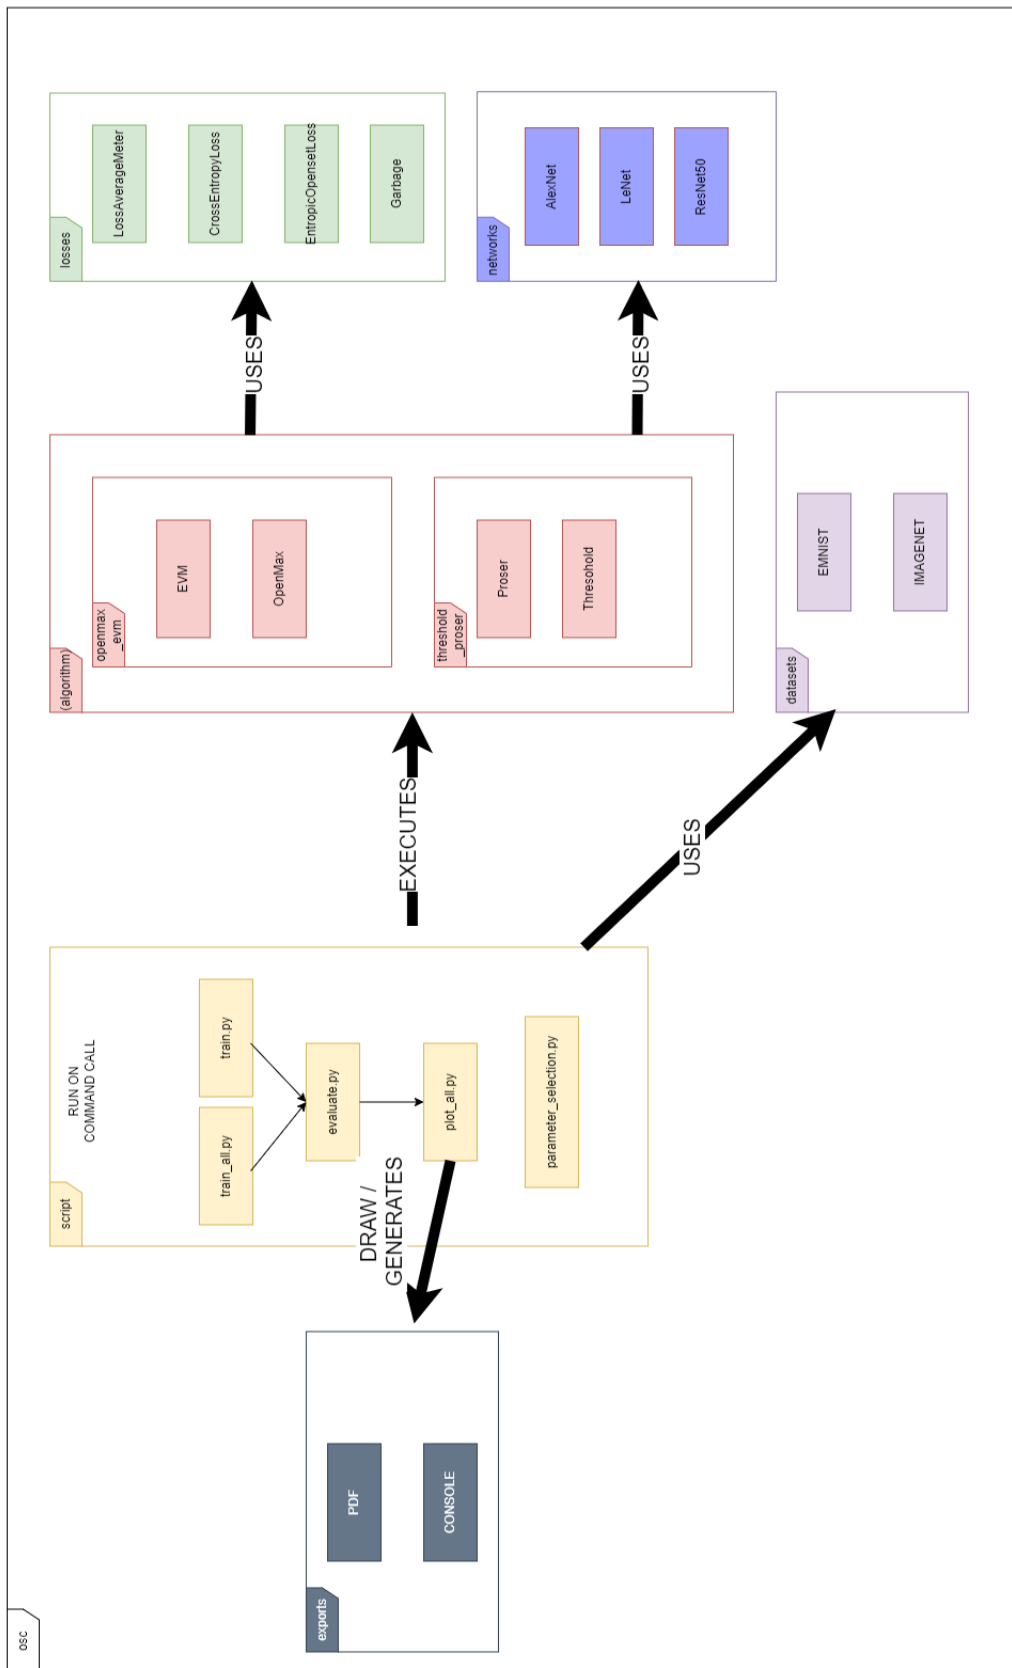 osc
exports
PDF
CONSOLE
DRAW /
GENERATES
script
RUN ON
COMMAND CALL
train_all.py
train.py
evaluate.py
plot_all.py
parameter_selection.py
EXECUTES
USES
(algorithm)
openmax
_evm
EVM
OpenMax
threshold
_proser
Proser
Thresohold
datasets
EMNIST
IMAGENET
USES
USES
losses
LossAverageMeter
CrossEntropyLoss
EntropicOpensetLoss
Garbage
networks
AlexNet
LeNet
ResNet50